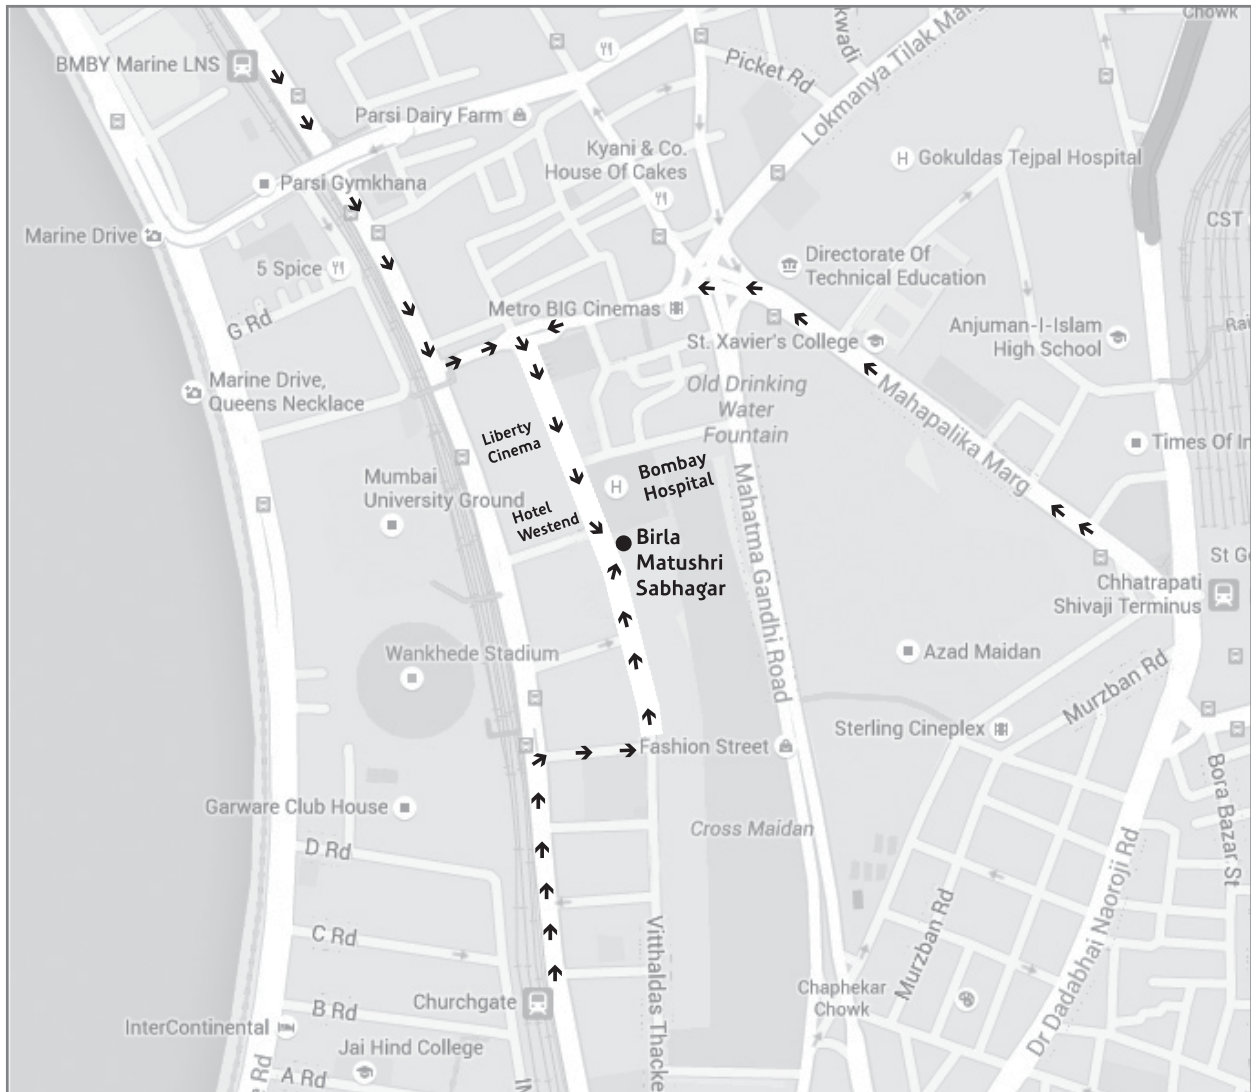 Chowk
kwadi
Lokmanya Tilak Marg
BMBY Marine LNS
Picket Rd
Parsi Dairy Farm
Kyani & Co.
House Of Cakes
H
Gokuldas Tejpal Hospital
Parsi Gymkhana
CST
Marine Drive
5 Spice
Directorate Of
Technical Education
G Rd
Metro BIG Cinemas
St. Xavier's College
Anjuman-I-Islam
High School
Rai
Marine Drive,
Queens Necklace
Old Drinking
Water
Fountain
Mahapalika Marg
Liberty
Cinema
Times Of In
Mumbai
University Ground
H
Bombay
Hospital
Hotel
Westend
Mahatma Gandhi Road
Birla
Matushri
Sabhagar
St Ge
Chhatrapati
Shivaji Terminus
Wankhede Stadium
Azad Maidan
Murzban Rd
Sterling Cineplex
Fashion Street
Bora Bazar St
Garware Club House
Cross Maidan
D Rd
Dr Dadabhai Naoroji Rd
C Rd
Murzban Rd
Vitthaldas Thacke
Churchgate
Chaphekar
Chowk
B Rd
InterContinental
Jai Hind College
e Rd
A Rd